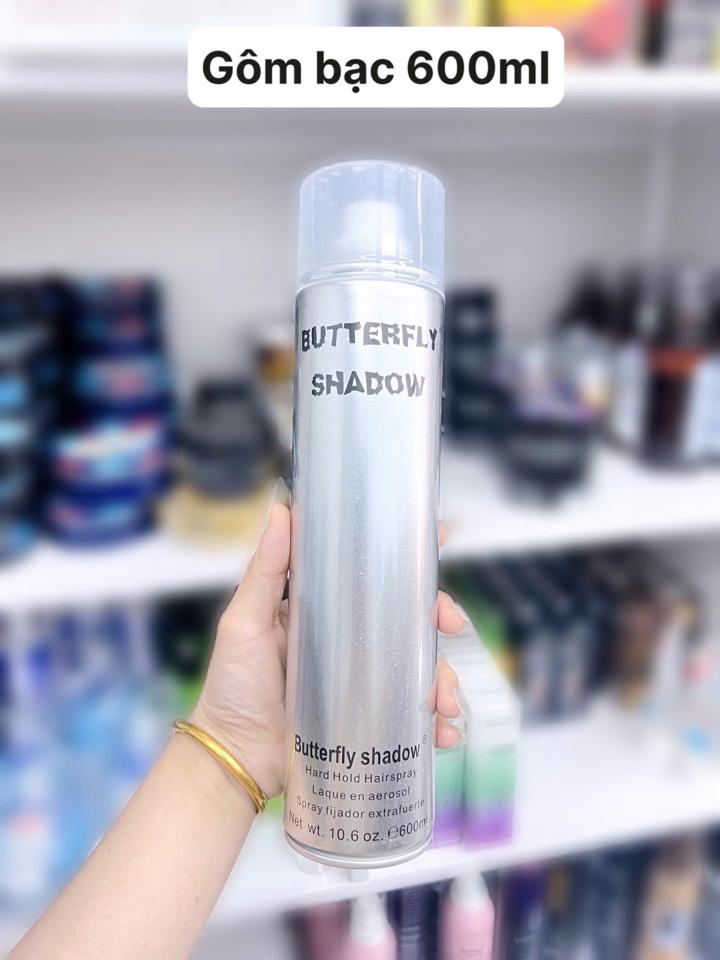 Gôm bạc 600ml
BUTTERFLY
SHADOW
Butterfly shadow®
Hard Hold Hairspray
Laque en aerosol
Spray fijador extrafuerte
Net wt. 10.6 oz. ℮600ml